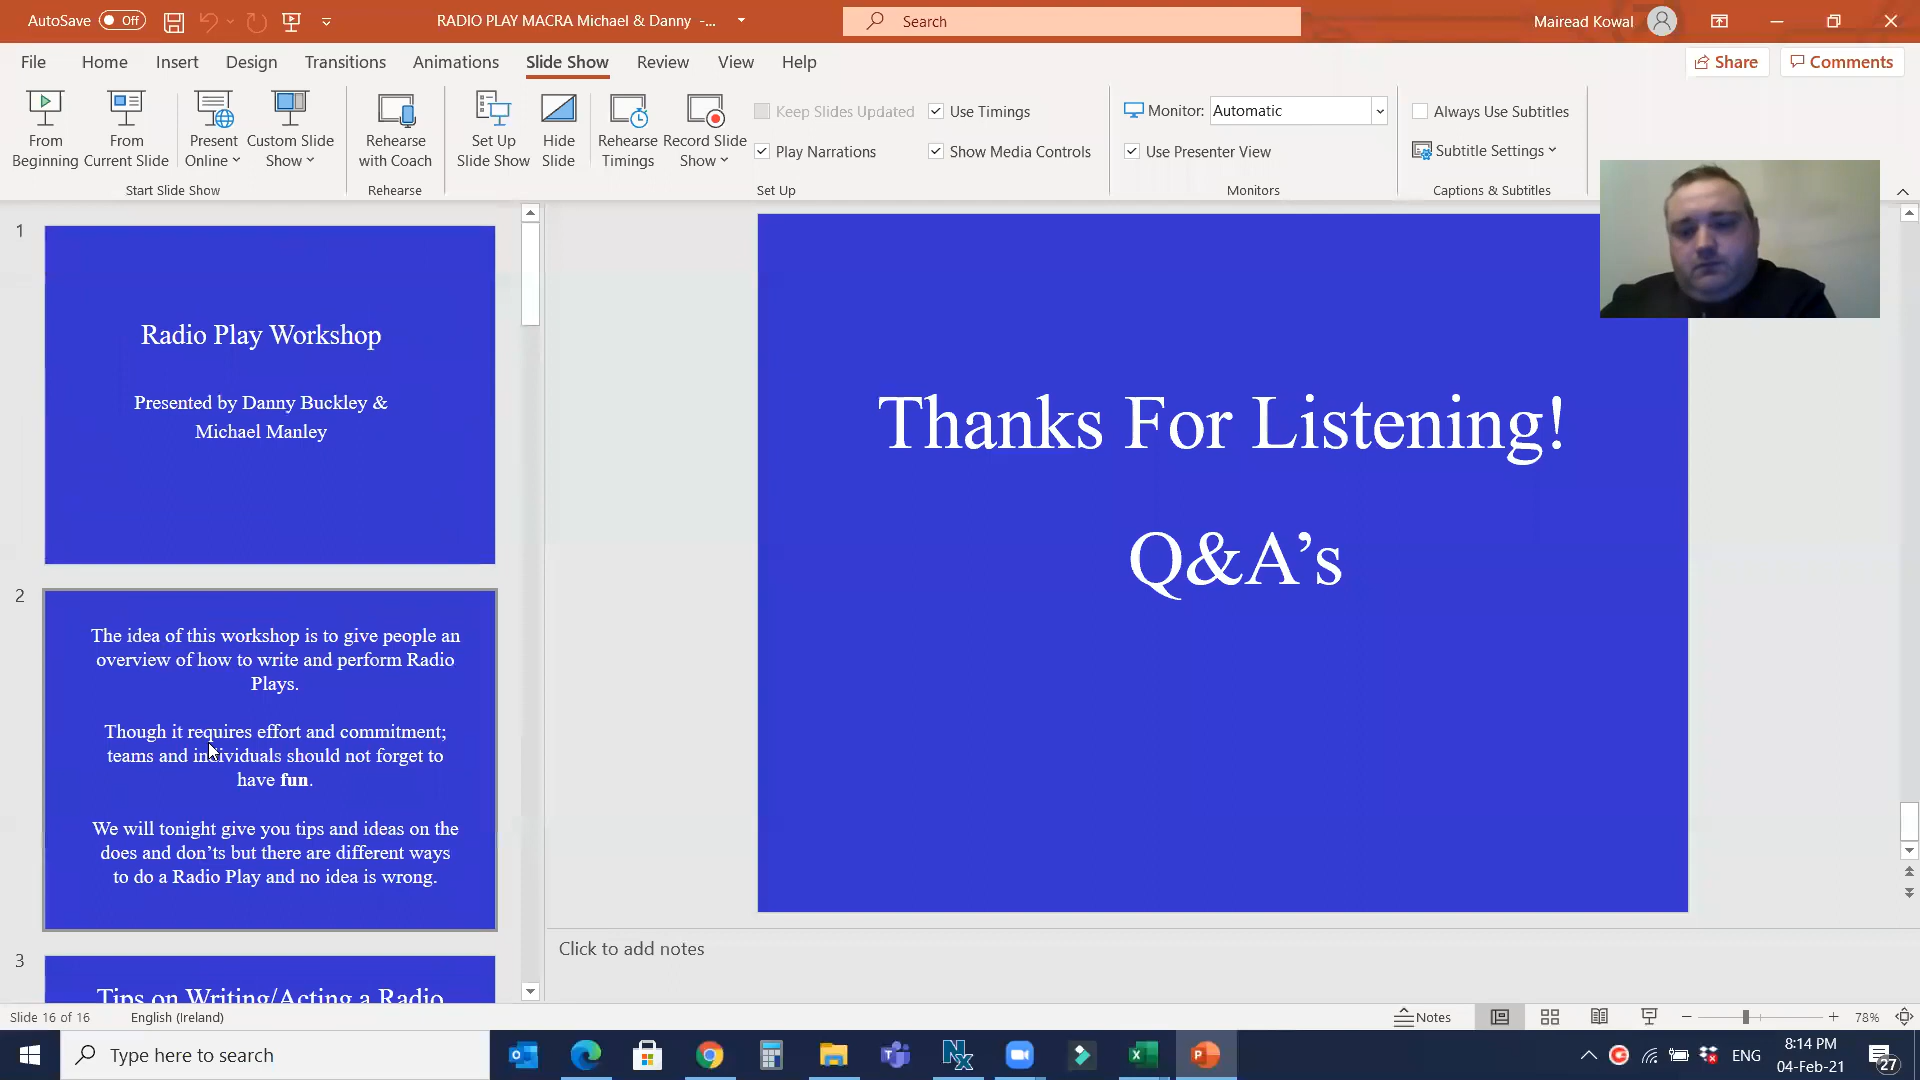 AutoSave Off
RADIO PLAY MACRA Michael & Danny -...
Search
Mairead Kowal
File Home Insert Design Transitions Animations Slide Show Review View Help
Share Comments
From Beginning
From Current Slide
Present Online
Custom Slide Show
Start Slide Show
Rehearse with Coach
Rehearse
Set Up Slide Show
Hide Slide
Rehearse Timings
Record Slide Show
Keep Slides Updated
Use Timings
Play Narrations
Show Media Controls
Set Up
Monitor: Automatic
Use Presenter View
Monitors
Always Use Subtitles
Subtitle Settings
Captions & Subtitles
1
Radio Play Workshop
Presented by Danny Buckley &
Michael Manley
2
The idea of this workshop is to give people an
overview of how to write and perform Radio
Plays.
Though it requires effort and commitment;
teams and individuals should not forget to
have fun.
We will tonight give you tips and ideas on the
does and don’ts but there are different ways
to do a Radio Play and no idea is wrong.
3
Tips on Writing/Acting a Radio
Thanks For Listening!
Q&A’s
Click to add notes
Slide 16 of 16
English (Ireland)
Notes
78%
Type here to search
ENG
8:14 PM
04-Feb-21
27